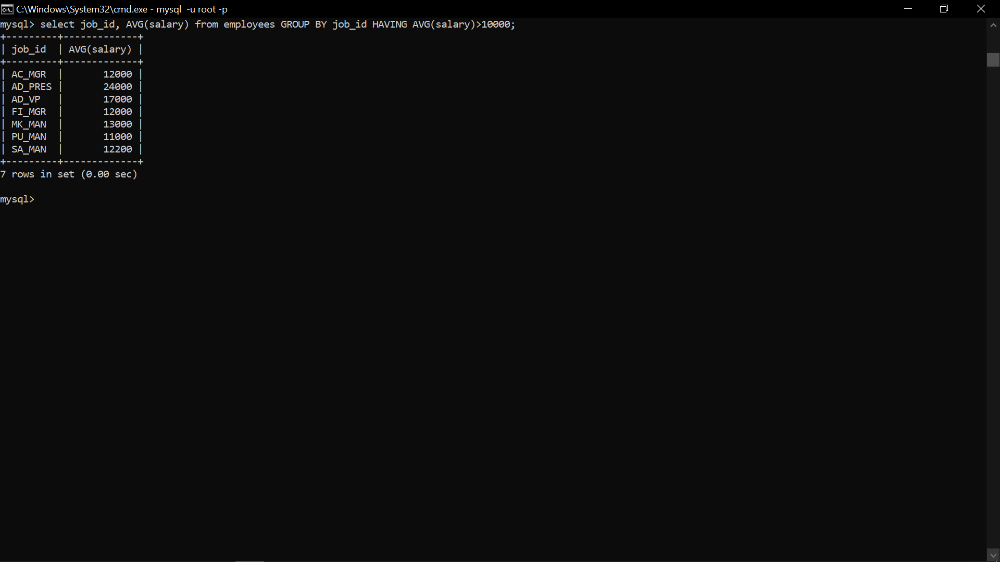 C:\Windows\System32\cmd.exe - mysql  -u root -p
mysql> select job_id, AVG(salary) from employees GROUP BY job_id HAVING AVG(salary)>10000;
+---------+-------------+
| job_id  | AVG(salary) |
+---------+-------------+
| AC_MGR  |       12000 |
| AD_PRES |       24000 |
| AD_VP   |       17000 |
| FI_MGR  |       12000 |
| MK_MAN  |       13000 |
| PU_MAN  |       11000 |
| SA_MAN  |       12200 |
+---------+-------------+
7 rows in set (0.00 sec)
mysql>